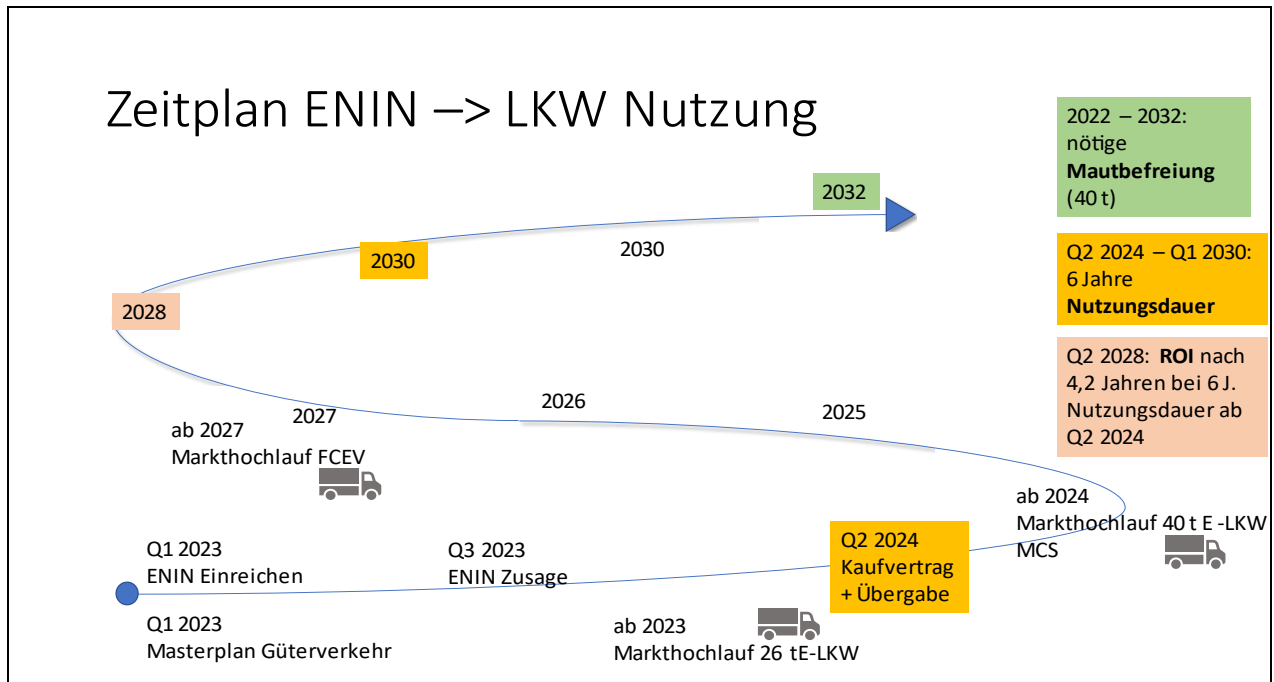 Zeitplan ENIN –> LKW Nutzung
2022 – 2032:
nötige
Mautbefreiung
(40 t)
2032
2030
2030
Q2 2024 – Q1 2030:
6 Jahre
Nutzungsdauer
2028
Q2 2028: ROI nach
4,2 Jahren bei 6 J.
Nutzungsdauer ab
Q2 2024
2027
2026
2025
ab 2027
Markthochlauf FCEV
ab 2024
Markthochlauf 40 t E -LKW
MCS
Q1 2023
ENIN Einreichen
Q3 2023
ENIN Zusage
Q2 2024
Kaufvertrag
+ Übergabe
Q1 2023
Masterplan Güterverkehr
ab 2023
Markthochlauf 26 tE-LKW